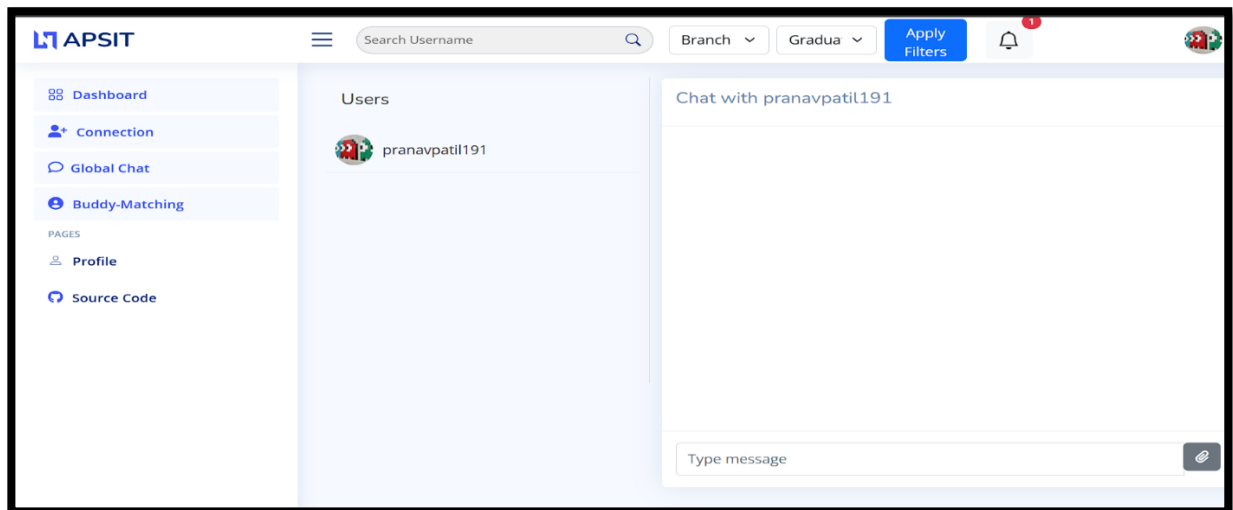 APSIT
Search Username
Branch
Gradua
Apply
Filters
1
Dashboard
Connection
Global Chat
Buddy-Matching
PAGES
Profile
Source Code
Users
pranavpatil191
Chat with pranavpatil191
Type message